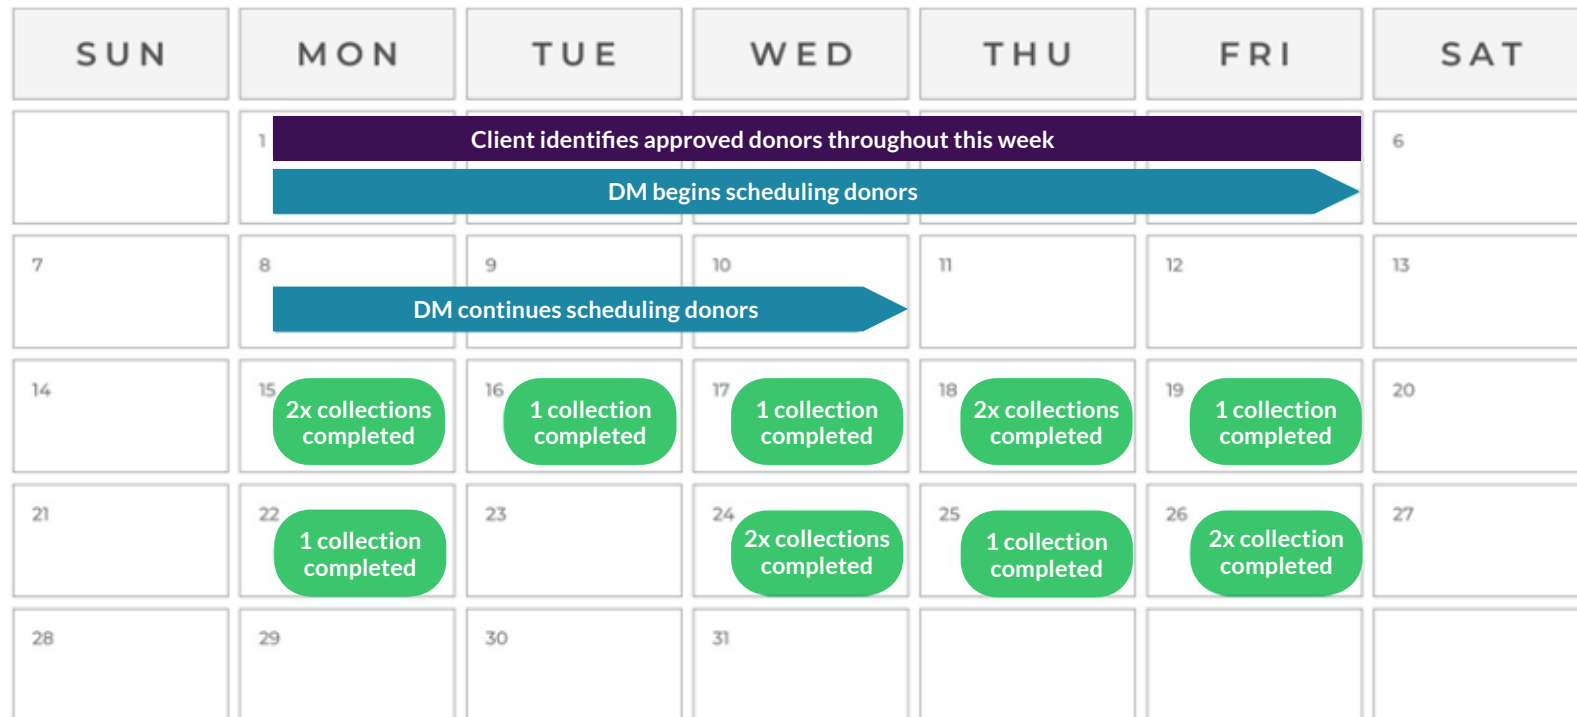 SUN MON TUE WED THU FRI SAT
1 Client identifies approved donors throughout this week 6
DM begins scheduling donors
7 8 9 10 11 12 13
DM continues scheduling donors
14 15 16 17 18 19 20
2x collections
completed
1 collection
completed
1 collection
completed
2x collections
completed
1 collection
completed
21 22 23 24 25 26 27
1 collection
completed
2x collections
completed
1 collection
completed
2x collection
completed
28 29 30 31